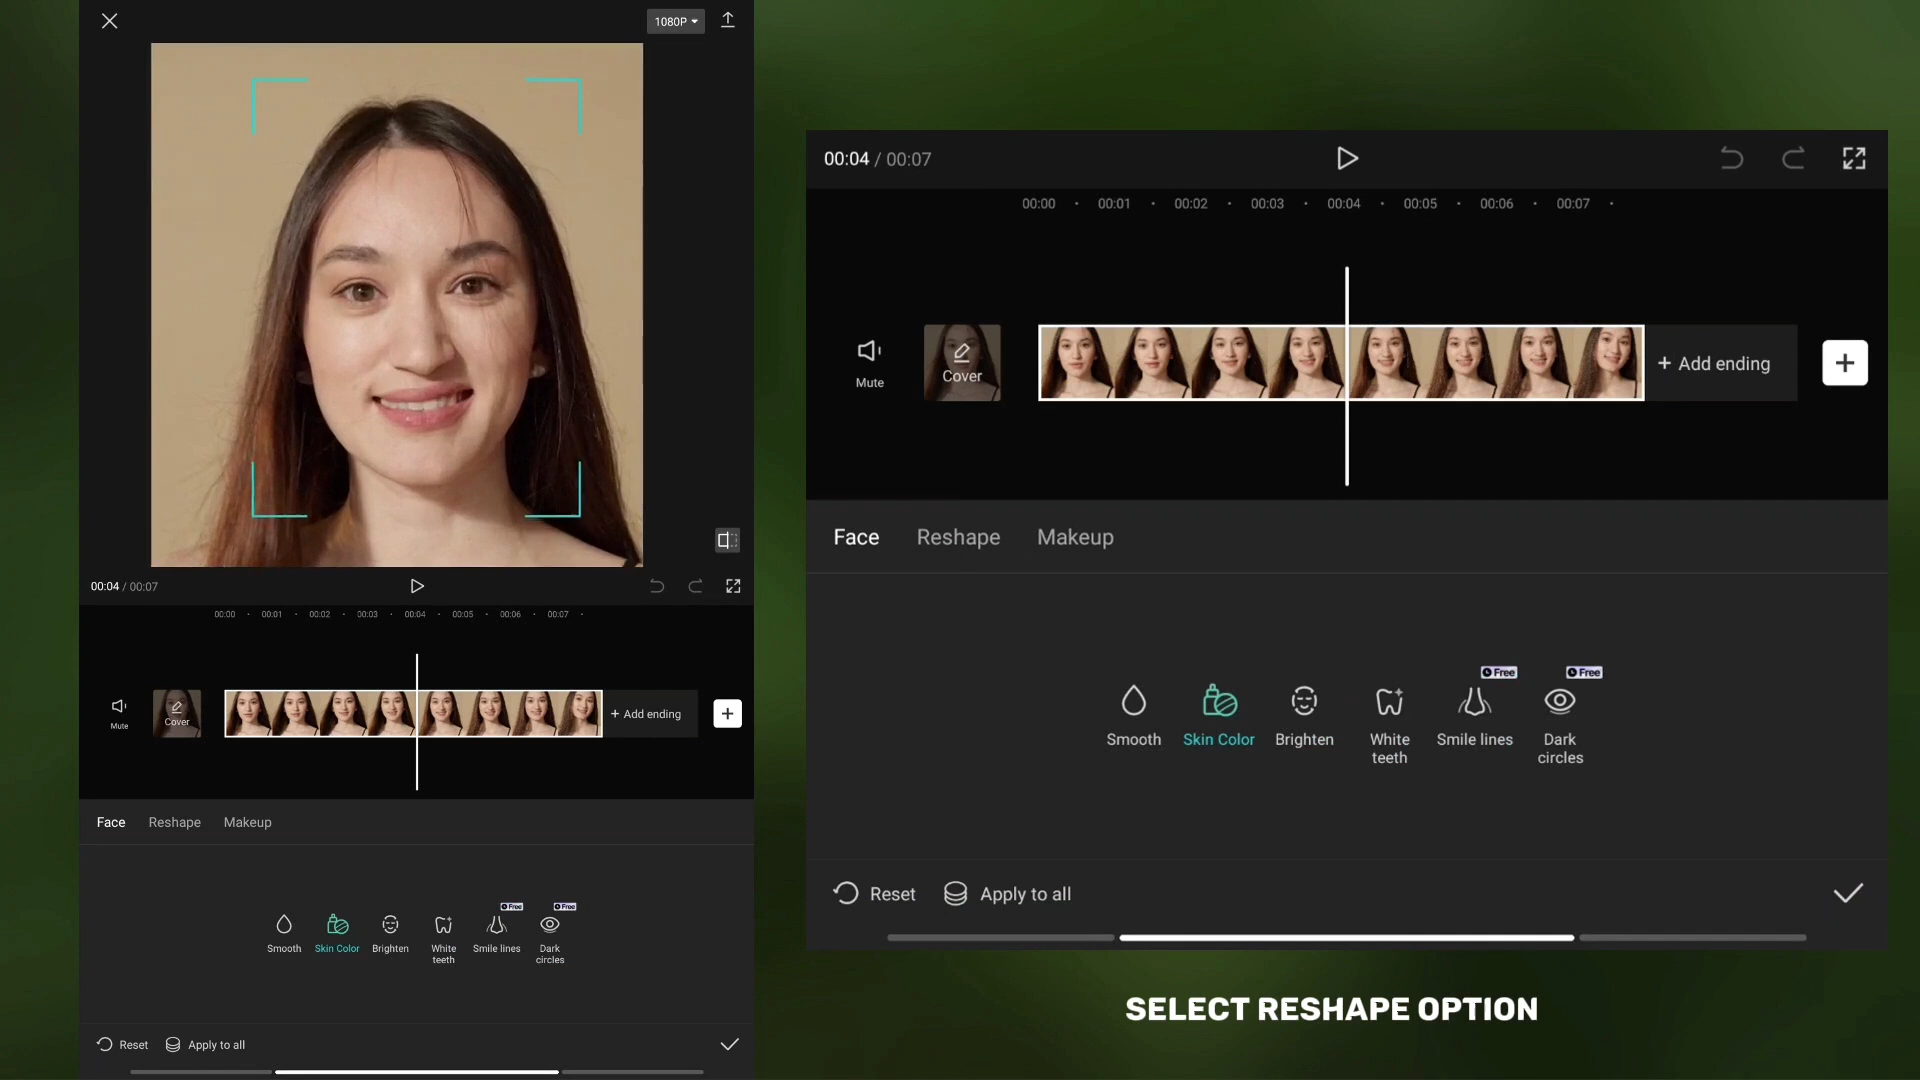 1080P
00:04 / 00:07
00:00 00:01 00:02 00:03 00:04 00:05 00:06 00:07
Mute
Cover
+ Add ending
Face Reshape Makeup
Free Free
Smooth Skin Color Brighten White teeth Smile lines Dark circles
Reset Apply to all
00:04 / 00:07
00:00 00:01 00:02 00:03 00:04 00:05 00:06 00:07
Mute
Cover
+ Add ending
Face Reshape Makeup
Free Free
Smooth Skin Color Brighten White teeth Smile lines Dark circles
Reset Apply to all
SELECT RESHAPE OPTION